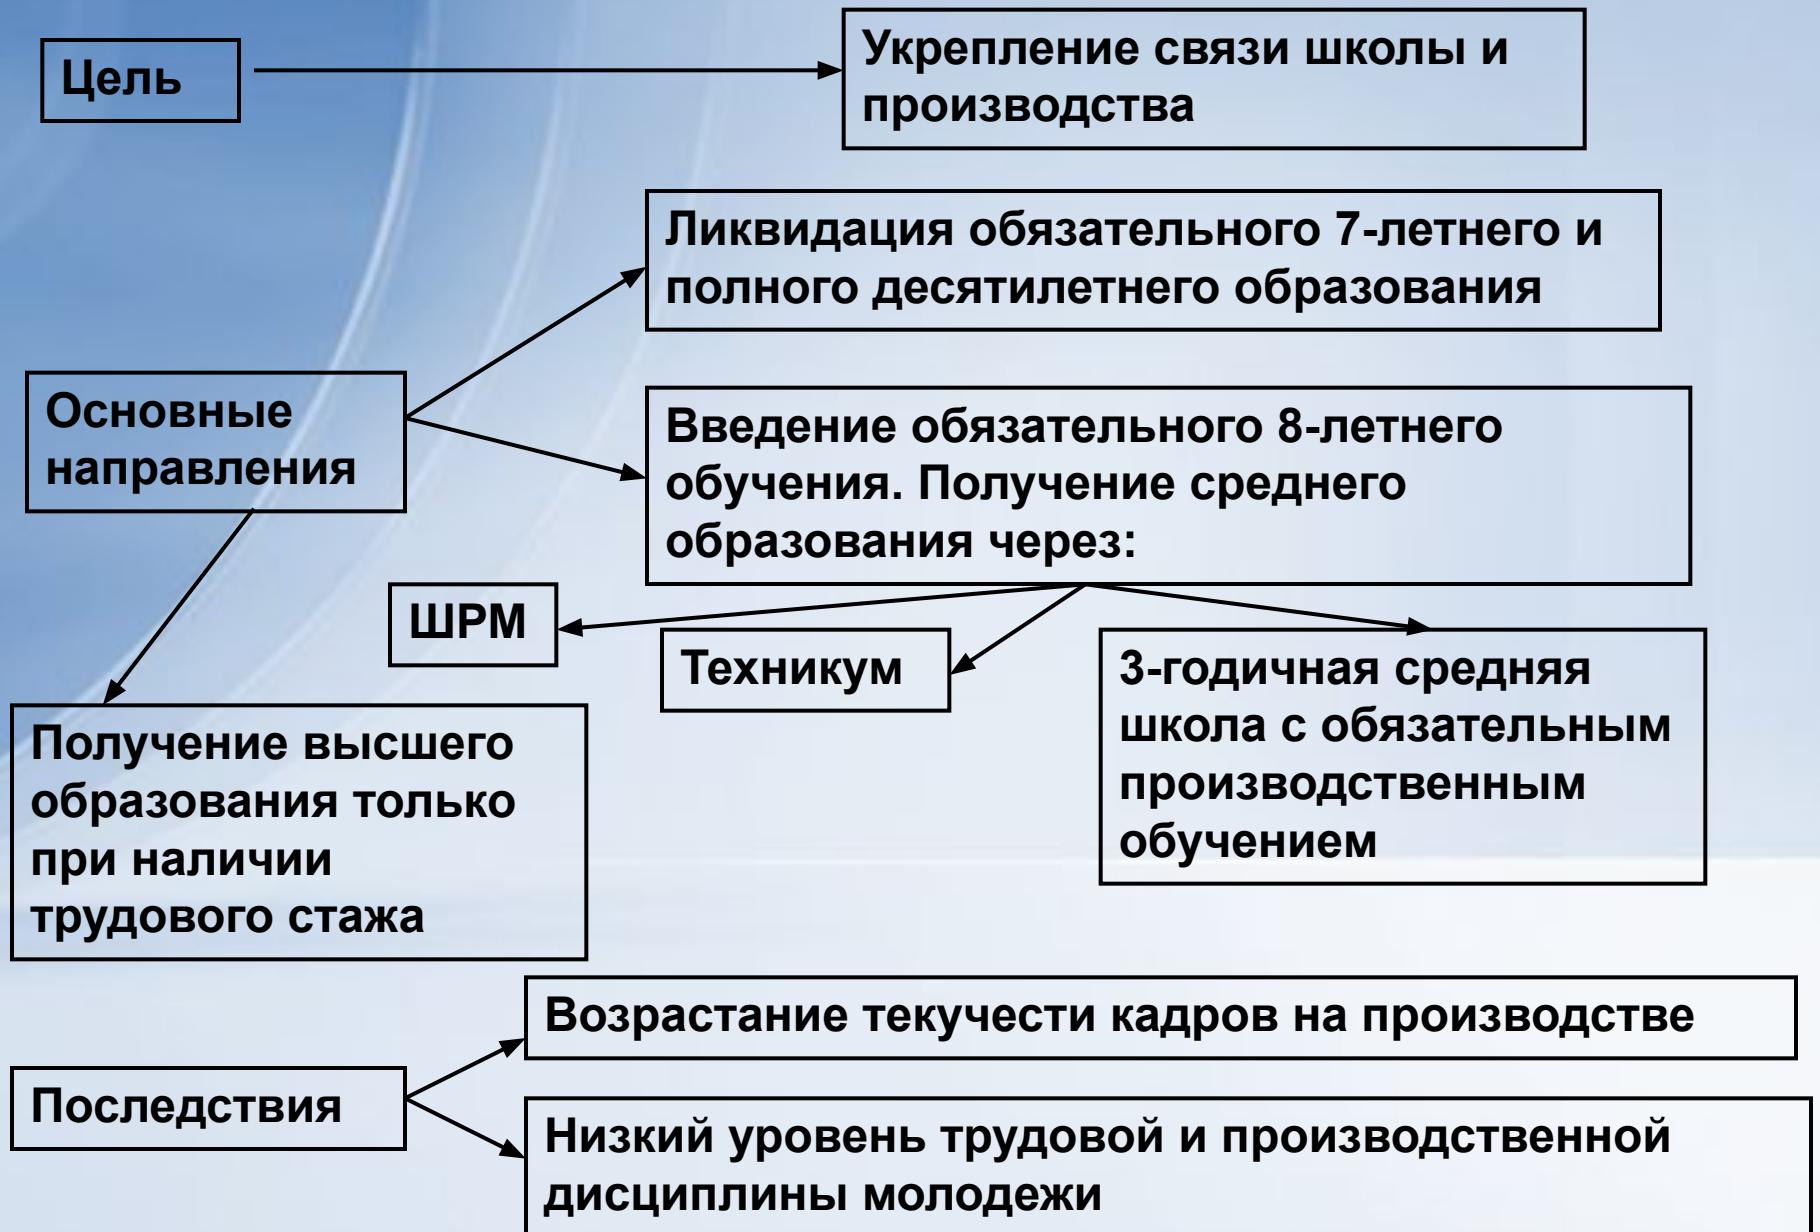 Цель
Укрепление связи школы и
производства
Ликвидация обязательного 7-летнего и
полного десятилетнего образования
Основные
направления
Введение обязательного 8-летнего
обучения. Получение среднего
образования через:
ШРМ
Техникум
3-годичная средняя
школа с обязательным
производственным
обучением
Получение высшего
образования только
при наличии
трудового стажа
Возрастание текучести кадров на производстве
Последствия
Низкий уровень трудовой и производственной
дисциплины молодежи